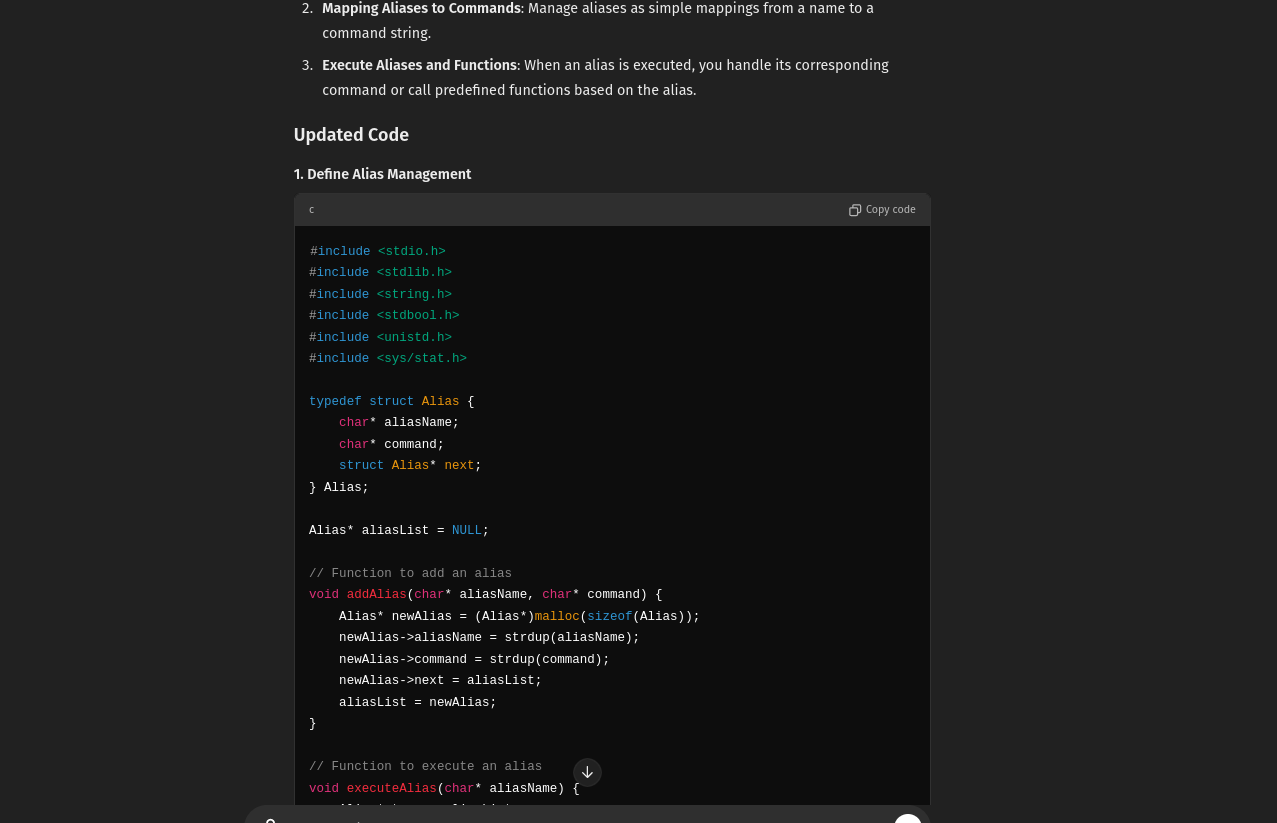 2. Mapping Aliases to Commands: Manage aliases as simple mappings from a name to a
command string.
3. Execute Aliases and Functions: When an alias is executed, you handle its corresponding
command or call predefined functions based on the alias.
Updated Code
1. Define Alias Management
c Copy code
#include <stdio.h>
#include <stdlib.h>
#include <string.h>
#include <stdbool.h>
#include <unistd.h>
#include <sys/stat.h>
typedef struct Alias {
    char* aliasName;
    char* command;
    struct Alias* next;
} Alias;
Alias* aliasList = NULL;
// Function to add an alias
void addAlias(char* aliasName, char* command) {
    Alias* newAlias = (Alias*)malloc(sizeof(Alias));
    newAlias->aliasName = strdup(aliasName);
    newAlias->command = strdup(command);
    newAlias->next = aliasList;
    aliasList = newAlias;
}
// Function to execute an alias
void executeAlias(char* aliasName) {